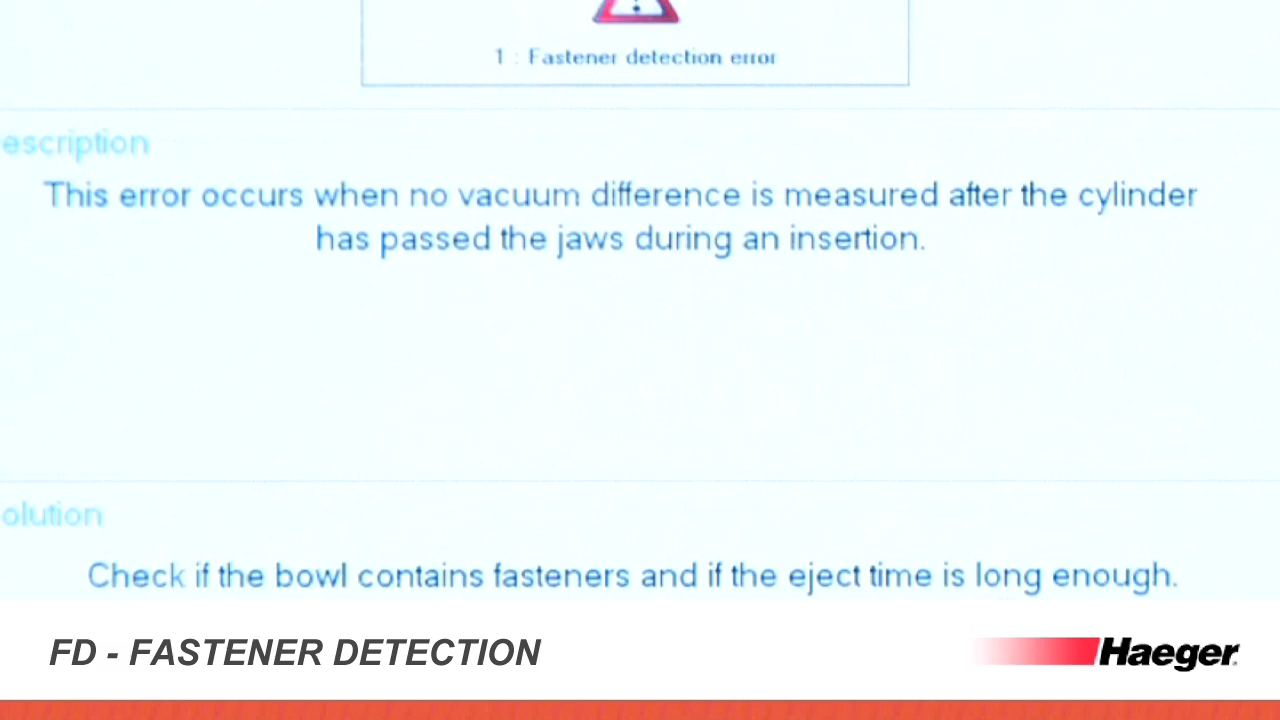 1 : Fastener detection error
escription
This error occurs when no vacuum difference is measured after the cylinder
has passed the jaws during an insertion.
olution
Check if the bowl contains fasteners and if the eject time is long enough.
FD - FASTENER DETECTION
Haeger